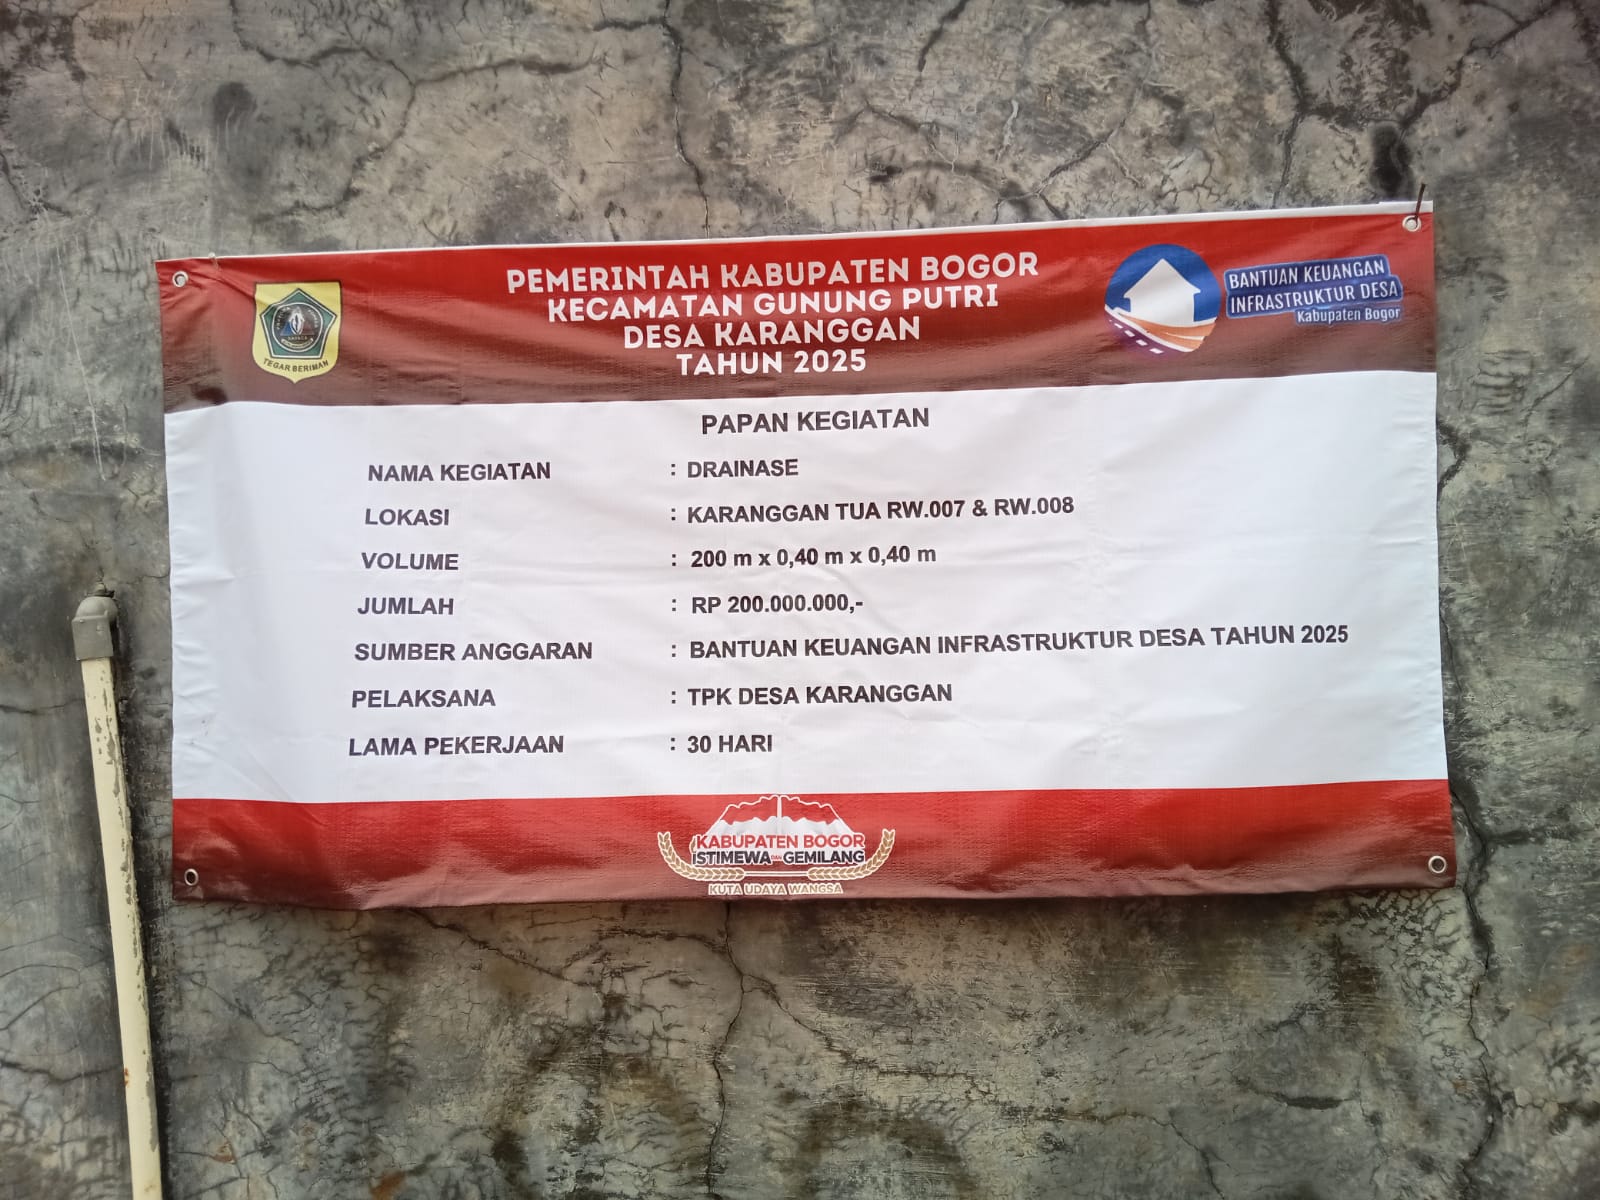 PEMERINTAH KABUPATEN BOGOR
KECAMATAN GUNUNG PUTRI
DESA KARANGGAN
TAHUN 2025
TEGAR BERIMAN
BANTUAN KEUANGAN
INFRASTRUKTUR DESA
Kabupaten Bogor
PAPAN KEGIATAN
NAMA KEGIATAN : DRAINASE
LOKASI : KARANGGAN TUA RW.007 & RW.008
VOLUME : 200 m x 0,40 m x 0,40 m
JUMLAH : RP 200.000.000,-
SUMBER ANGGARAN : BANTUAN KEUANGAN INFRASTRUKTUR DESA TAHUN 2025
PELAKSANA : TPK DESA KARANGGAN
LAMA PEKERJAAN : 30 HARI
KABUPATEN BOGOR
ISTIMEWA DAN GEMILANG
KUTA UDAYA WANGSA